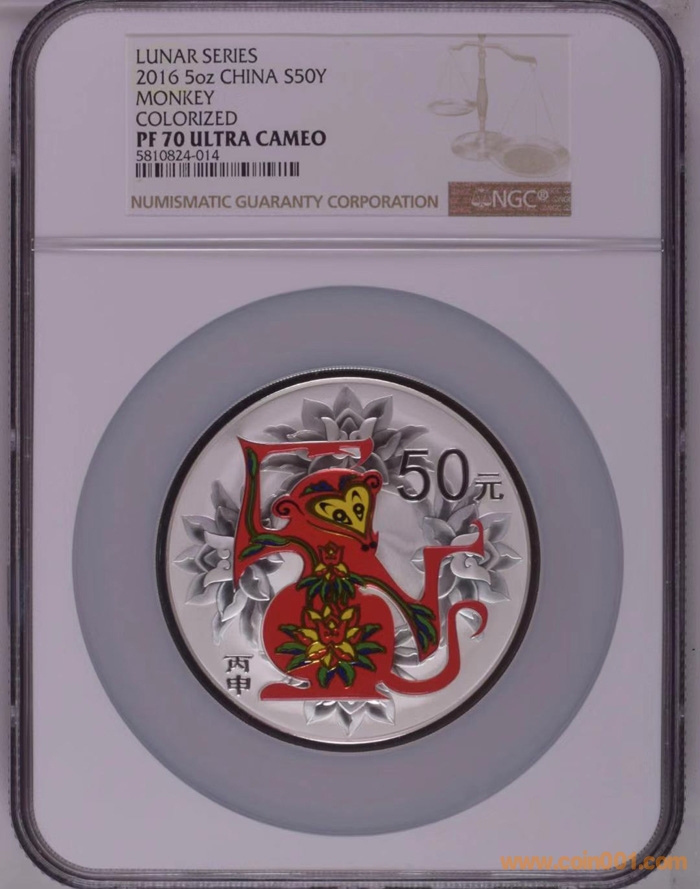 LUNAR SERIES
2016 5oz CHINA S50Y
MONKEY
COLORIZED
PF 70 ULTRA CAMEO
5810824-014
NUMISMATIC GUARANTY CORPORATION
NGC®
50元
丙申
www.coin001.com